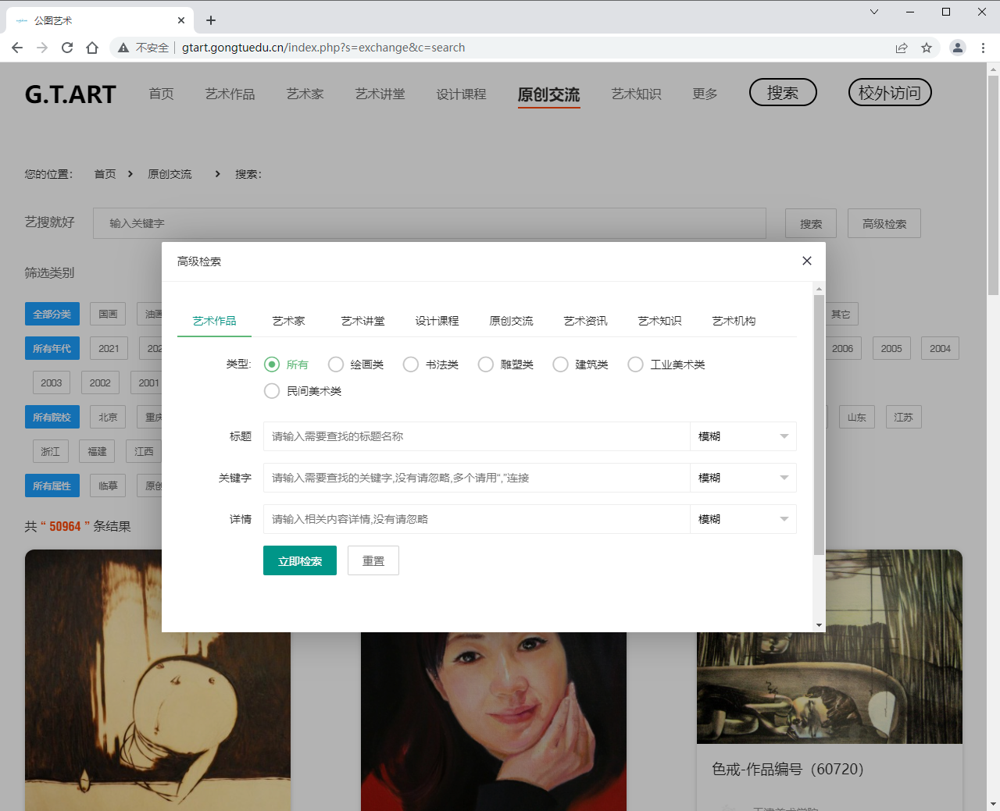 公图艺术
不安全 gtart.gongtuedu.cn/index.php?s=exchange&c=search
G.T.ART 首页 艺术作品 艺术家 艺术讲堂 设计课程 原创交流 艺术知识 更多 搜索 校外访问
您的位置: 首页 原创交流 搜索:
艺搜就好 输入关键字 搜索 高级检索
筛选类别
高级检索
全部分类 国画 其它
所有年代 2021 2006 2005 2004
2003 2002 2001
所有院校 北京 山东 江苏
浙江 福建 江西
所有属性 临摹
共 “ 50964 ” 条结果
艺术作品 艺术家 艺术讲堂 设计课程 原创交流 艺术资讯 艺术知识 艺术机构
类型: 所有 绘画类 书法类 雕塑类 建筑类 工业美术类
民间美术类
标题 请输入需要查找的标题名称 模糊
关键字 请输入需要查找的关键字,没有请忽略,多个请用“,”连接 模糊
详情 请输入相关内容详情,没有请忽略 模糊
立即检索 重置
色戒-作品编号（60720）